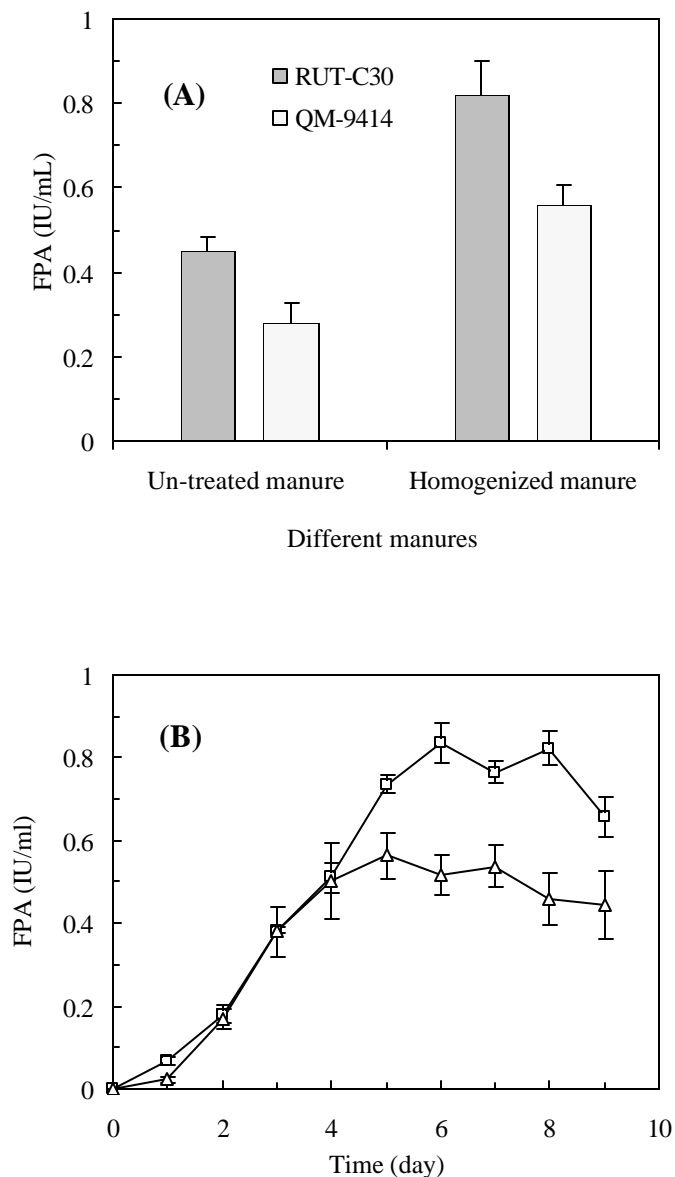 1
(A)
RUT-C30
QM-9414
0.8
0.6
0.4
0.2
0
FPA (IU/mL)
Un-treated manure Homogenized manure
Different manures
1
(B)
0.8
0.6
0.4
0.2
0
FPA (IU/ml)
0 2 4 6 8 10
Time (day)